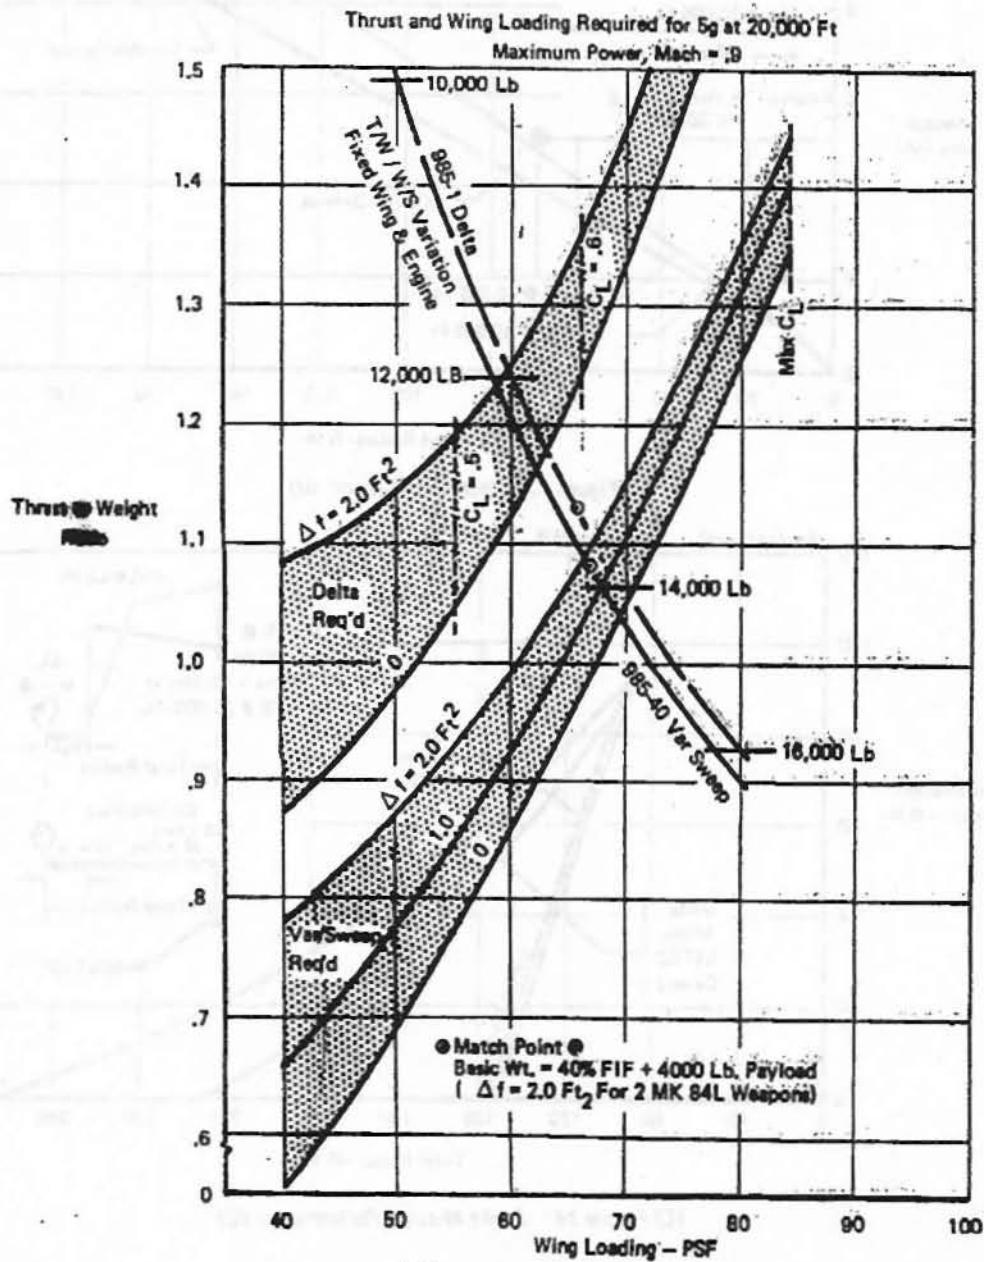 Thrust and Wing Loading Required for 5g at 20,000 Ft
Maximum Power, Mach = .9
1.5
1.4
1.3
1.2
1.1
1.0
.9
.8
.7
.6
0
Thrust Weight
10,000 Lb
985-1 Delta
T/W / W/S Variation
Fixed Wing & Engine
12,000 LB
CL = .6
CL = .5
Max CL
Δf = 2.0 Ft2
Delta
Req'd
0
14,000 Lb
985-40 Var Sweep
16,000 Lb
Δf = 2.0 Ft2
1.0
0
Var Sweep
Req'd
Match Point
Basic Wt. = 40% FIF + 4000 Lb. Payload
( Δf = 2.0 Ft2 For 2 MK 84L Weapons)
40 50 60 70 80 90 100
Wing Loading – PSF